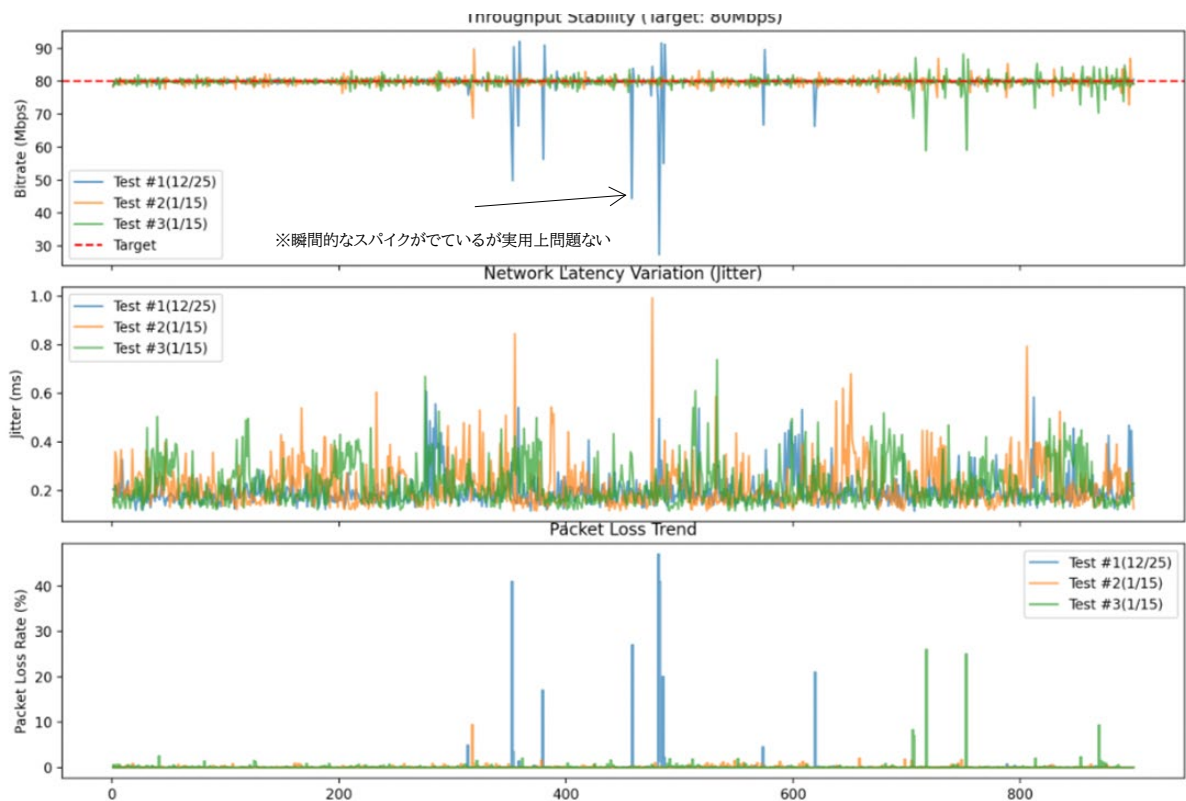 Throughput Stability (Target: 80Mbps)
Bitrate (Mbps)
90
80
70
60
50
40
30
Test #1(12/25)
Test #2(1/15)
Test #3(1/15)
Target
※瞬間的なスパイクがでているが実用上問題ない
Network Latency Variation (Jitter)
Jitter (ms)
1.0
0.8
0.6
0.4
0.2
Test #1(12/25)
Test #2(1/15)
Test #3(1/15)
Packet Loss Trend
Packet Loss Rate (%)
40
30
20
10
0
Test #1(12/25)
Test #2(1/15)
Test #3(1/15)
0 200 400 600 800